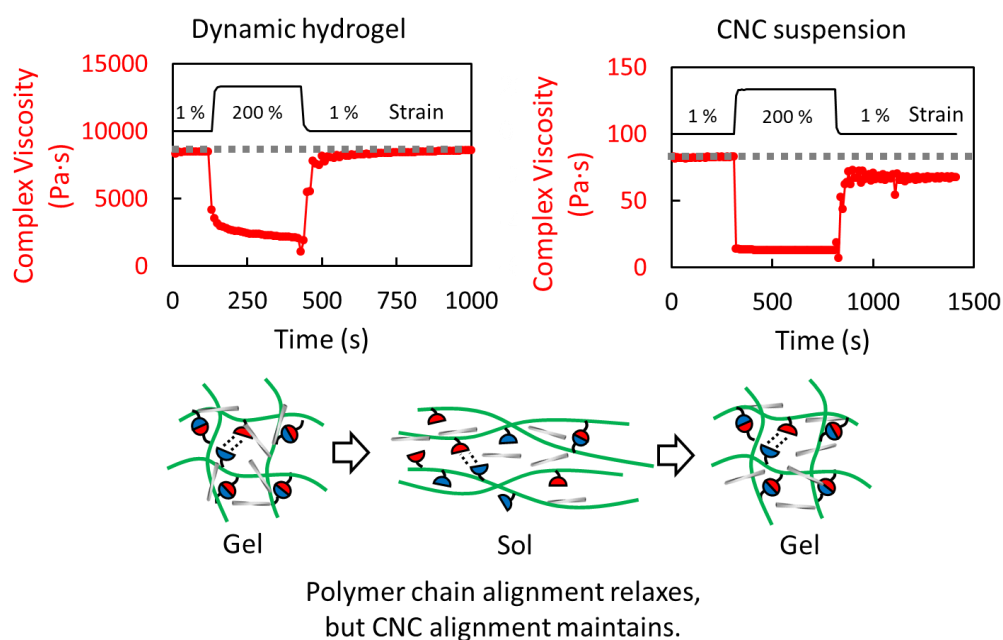 Dynamic hydrogel
CNC suspension
Complex Viscosity
(Pa·s)
15000
10000
5000
0
1 %
200 %
1 %
Strain
0
250
500
750
1000
Time (s)
Complex Viscosity
(Pa·s)
150
100
50
0
1 %
200 %
1 %
Strain
0
500
1000
1500
Time (s)
Gel
Sol
Gel
Polymer chain alignment relaxes,
but CNC alignment maintains.